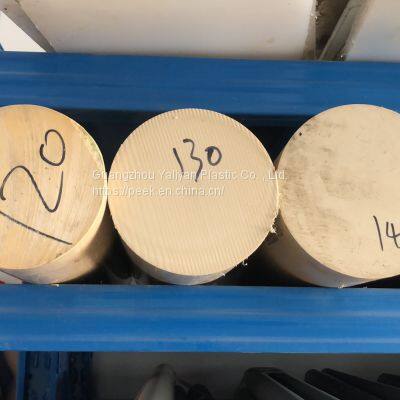 120
130
14
Guangzhou Yaliyan Plastic Co., Ltd.
https://peek.en.china.cn/